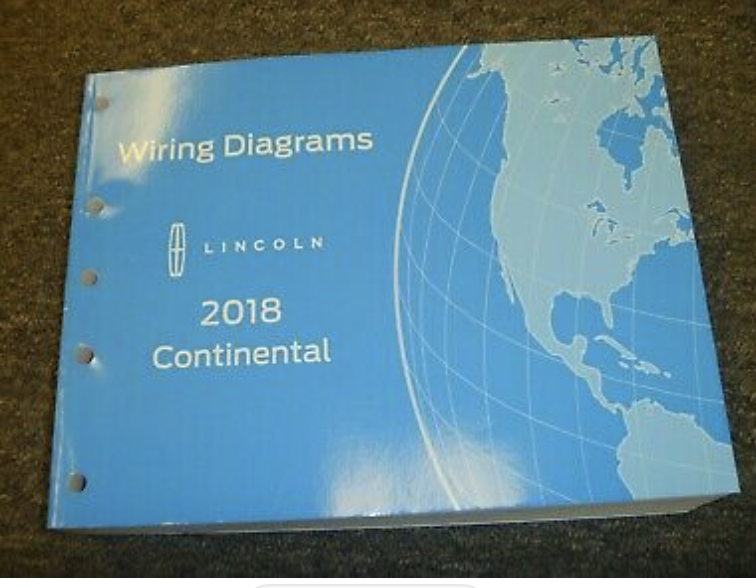 Wiring Diagrams
LINCOLN
2018
Continental